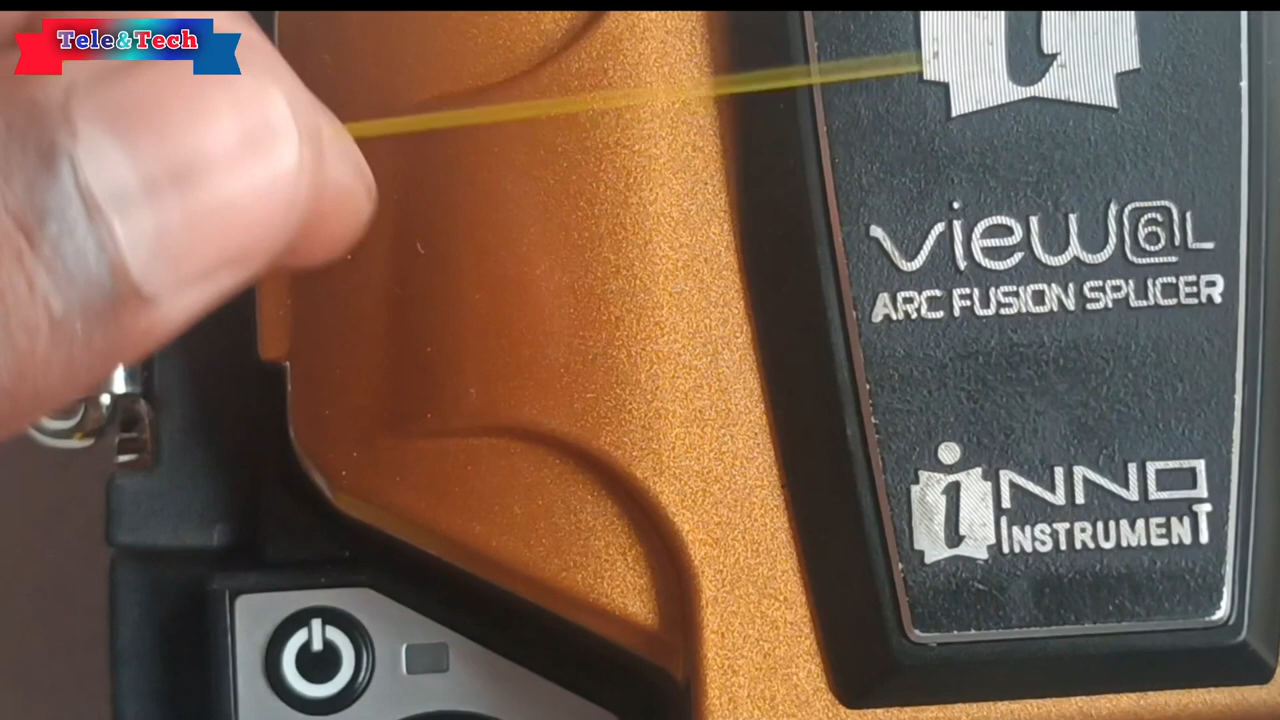 Tele&Tech
view6L
ARC FUSION SPLICER
i INNO
INSTRUMENT